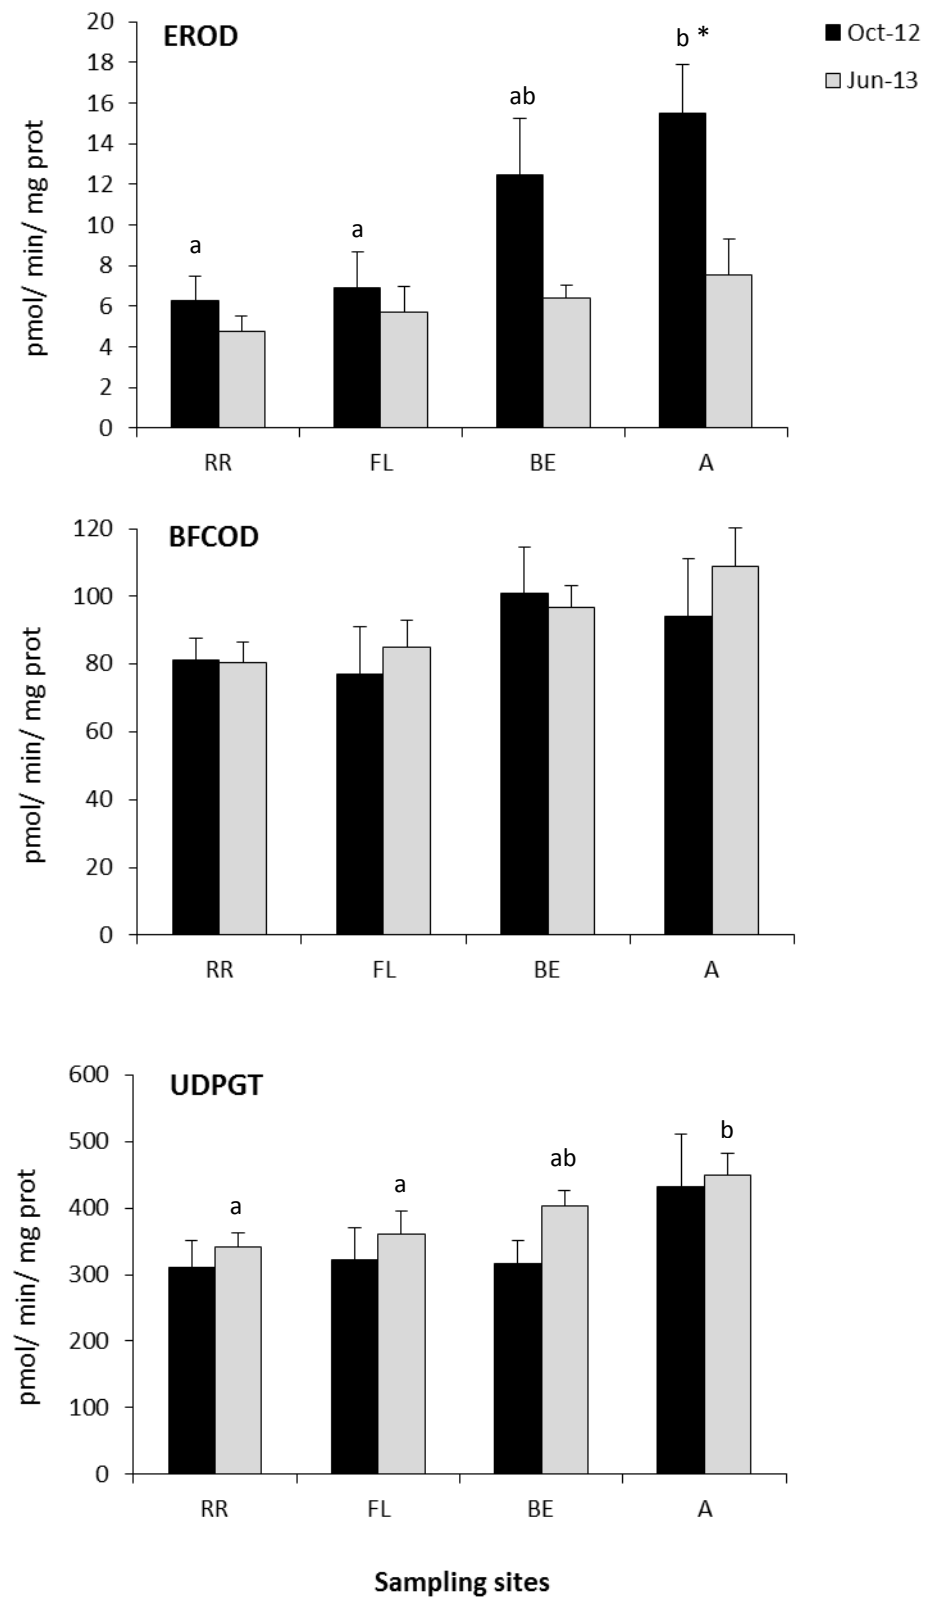 EROD
Oct-12
Jun-13
pmol/ min/ mg prot
20
18
16
14
12
10
8
6
4
2
0
a
a
ab
b *
RR FL BE A
BFCOD
pmol/ min/ mg prot
120
100
80
60
40
20
0
RR FL BE A
UDPGT
pmol/ min/ mg prot
600
500
400
300
200
100
0
a
a
ab
b
RR FL BE A
Sampling sites